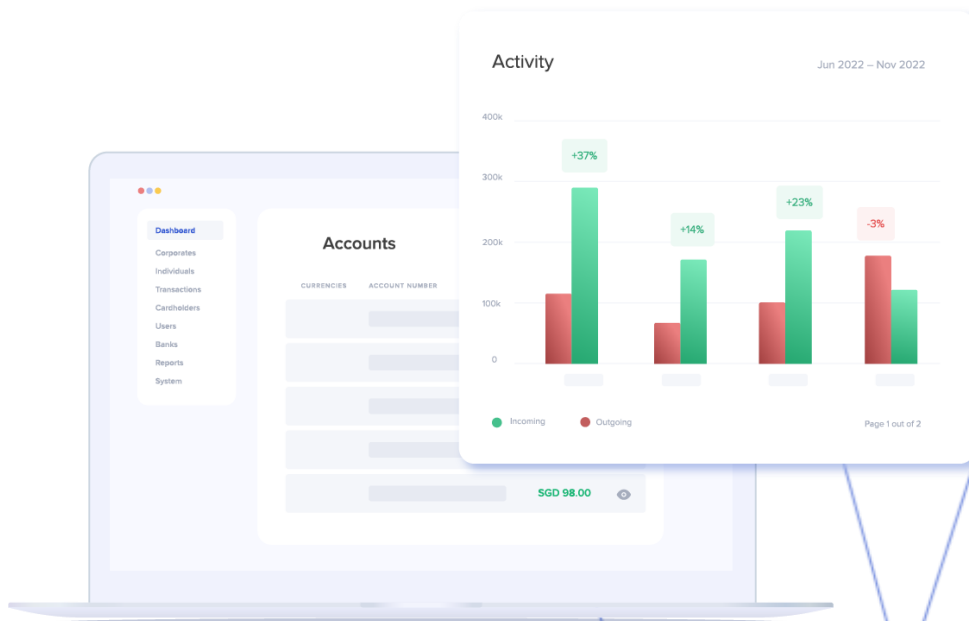 Activity
Jun 2022 – Nov 2022
400k
300k
200k
100k
0
+37%
+14%
+23%
-3%
Incoming
Outgoing
Page 1 out of 2
Dashboard
Corporates
Individuals
Transactions
Cardholders
Users
Banks
Reports
System
Accounts
CURRENCIES ACCOUNT NUMBER
SGD 98.00